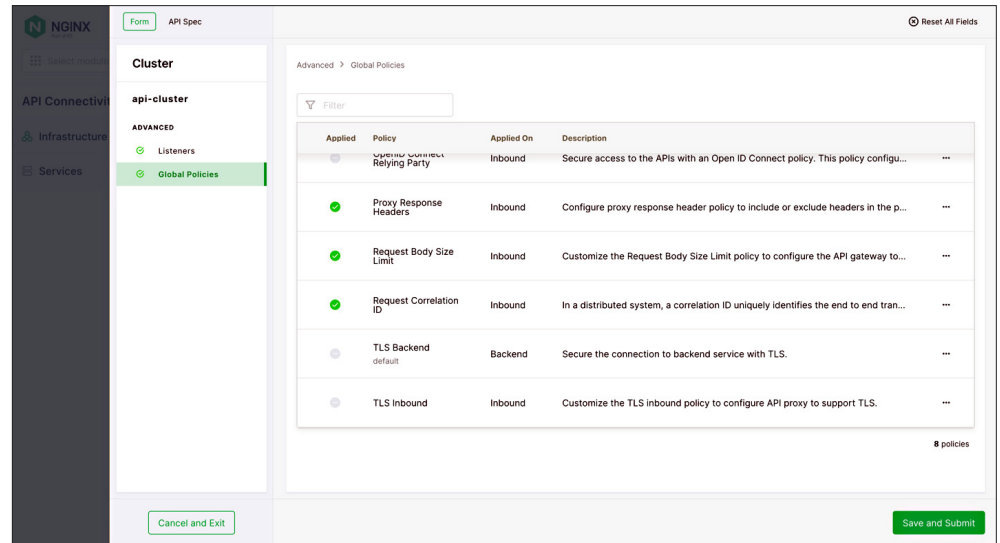 NGINX
Form
API Spec
Reset All Fields
Select module
Cluster
Advanced > Global Policies
API Connectivit
api-cluster
Filter
ADVANCED
Infrastructure
Listeners
Applied Policy Applied On Description
Services
Global Policies
OpenID Connect
Relying Party
Inbound
Secure access to the APIs with an Open ID Connect policy. This policy configu...
Proxy Response
Headers
Inbound
Configure proxy response header policy to include or exclude headers in the p...
Request Body Size
Limit
Inbound
Customize the Request Body Size Limit policy to configure the API gateway to...
Request Correlation
ID
Inbound
In a distributed system, a correlation ID uniquely identifies the end to end tran...
TLS Backend
default
Backend
Secure the connection to backend service with TLS.
TLS Inbound
Inbound
Customize the TLS inbound policy to configure API proxy to support TLS.
8 policies
Cancel and Exit
Save and Submit